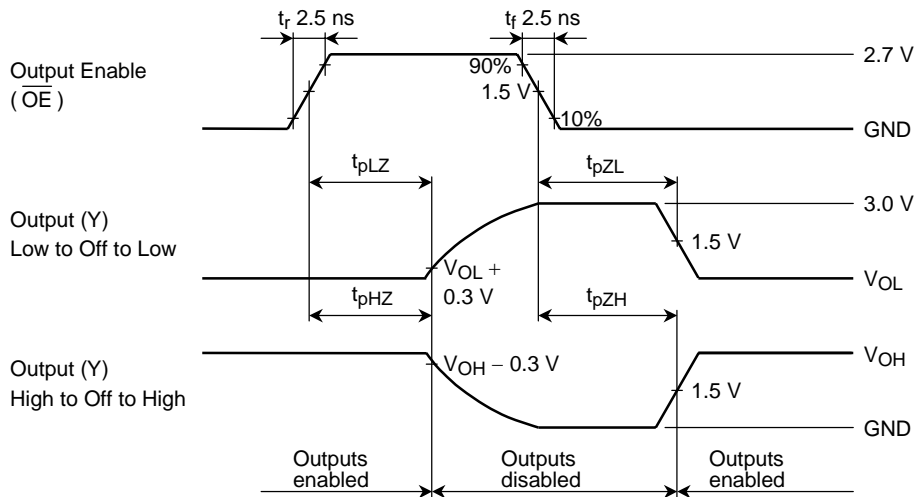 tr 2.5 ns
tf 2.5 ns
Output Enable
( OE )
90%
1.5 V
10%
2.7 V
GND
tpLZ
tpZL
Output (Y)
Low to Off to Low
3.0 V
1.5 V
VOL +
0.3 V
VOL
tpHZ
tpZH
Output (Y)
High to Off to High
VOH − 0.3 V
VOH
1.5 V
GND
Outputs
enabled
Outputs
disabled
Outputs
enabled